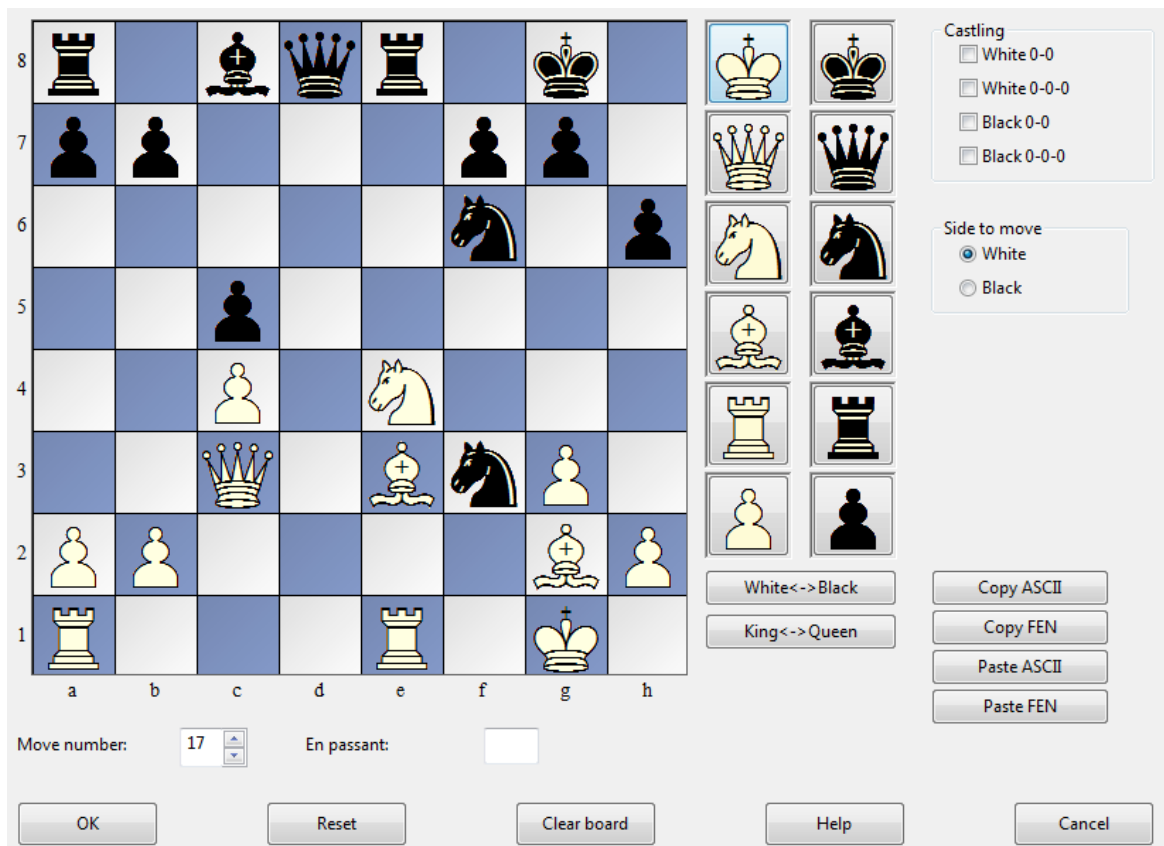 Castling
8
White 0-0
White 0-0-0
7
Black 0-0
Black 0-0-0
6
Side to move
White
Black
5
4
3
2
White<->Black
Copy ASCII
1
King<->Queen
Copy FEN
Paste ASCII
a b c d e f g h
Paste FEN
Move number: 17 En passant:
OK Reset Clear board Help Cancel